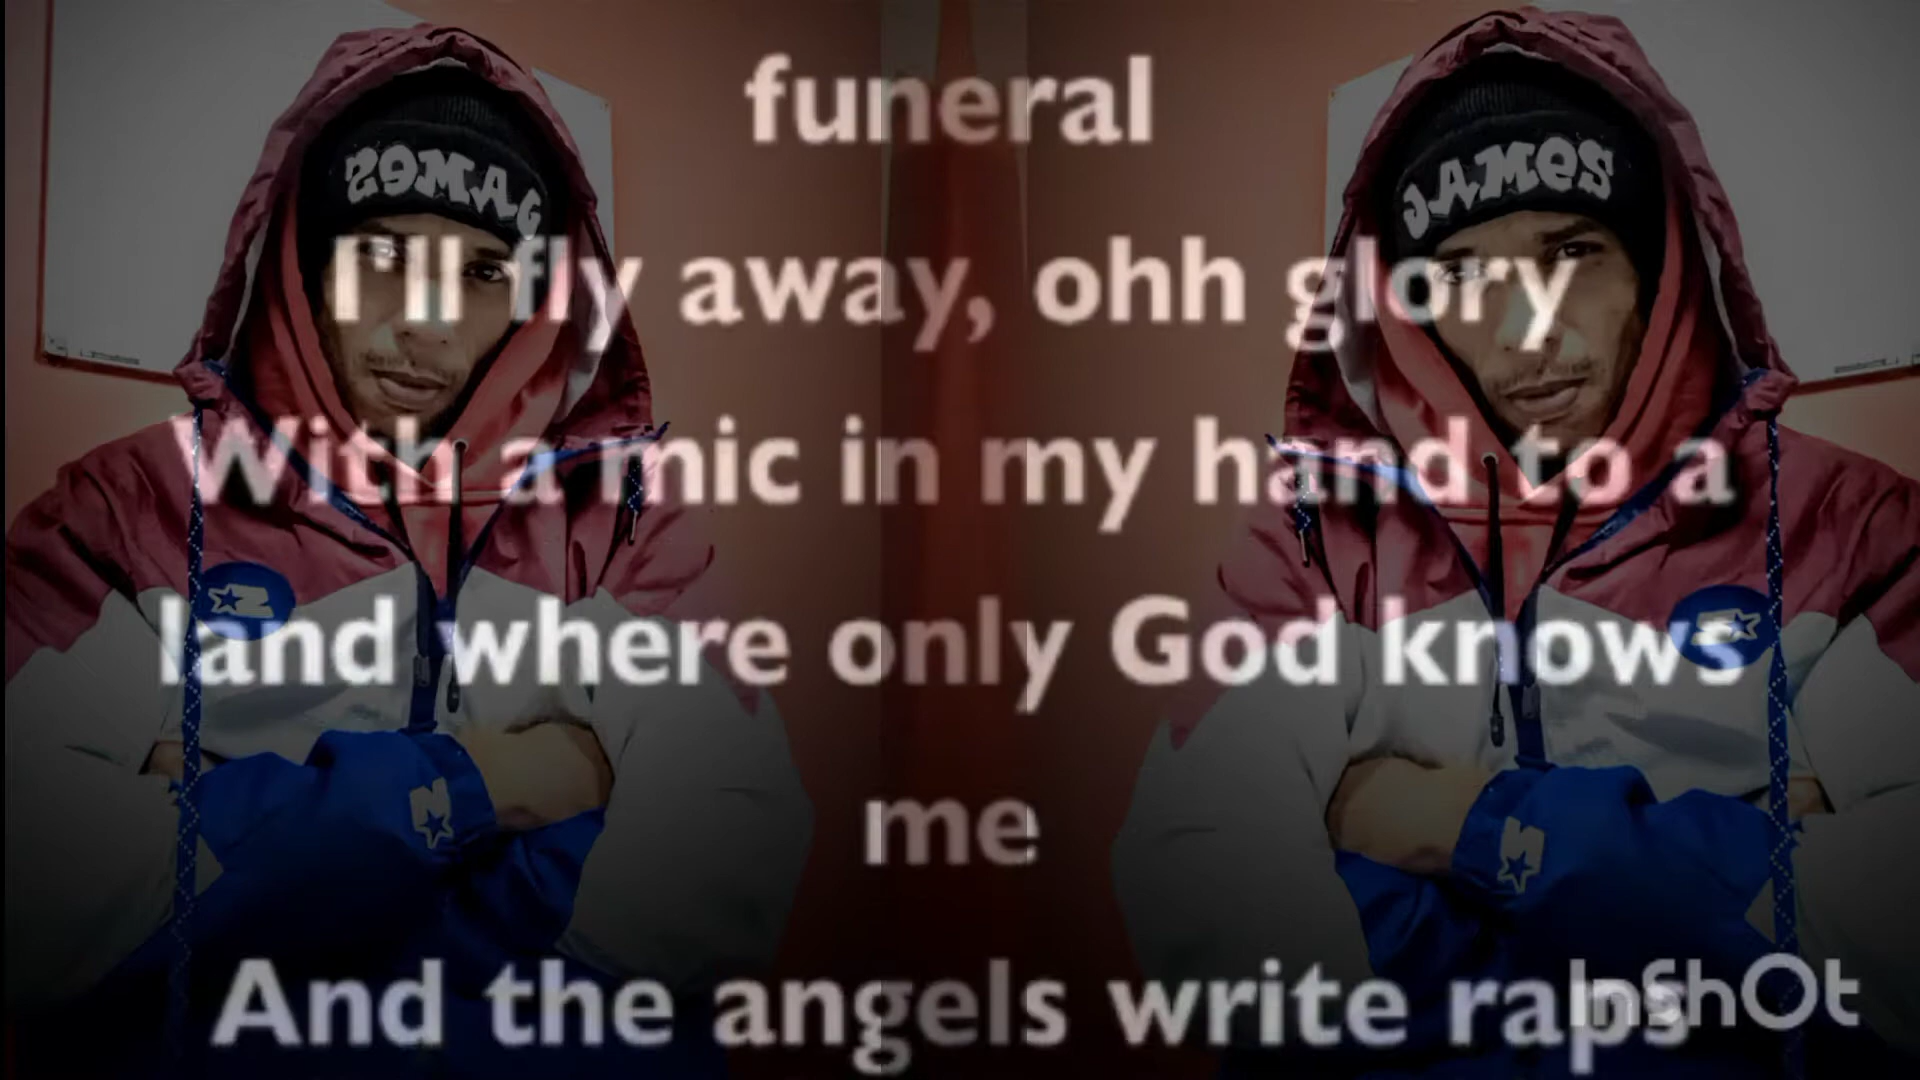 funeral
JAMES
JAMES
I'll fly away, ohh glory
With a mic in my hand to a
land where only God knows
me
And the angels write raps
InShOt